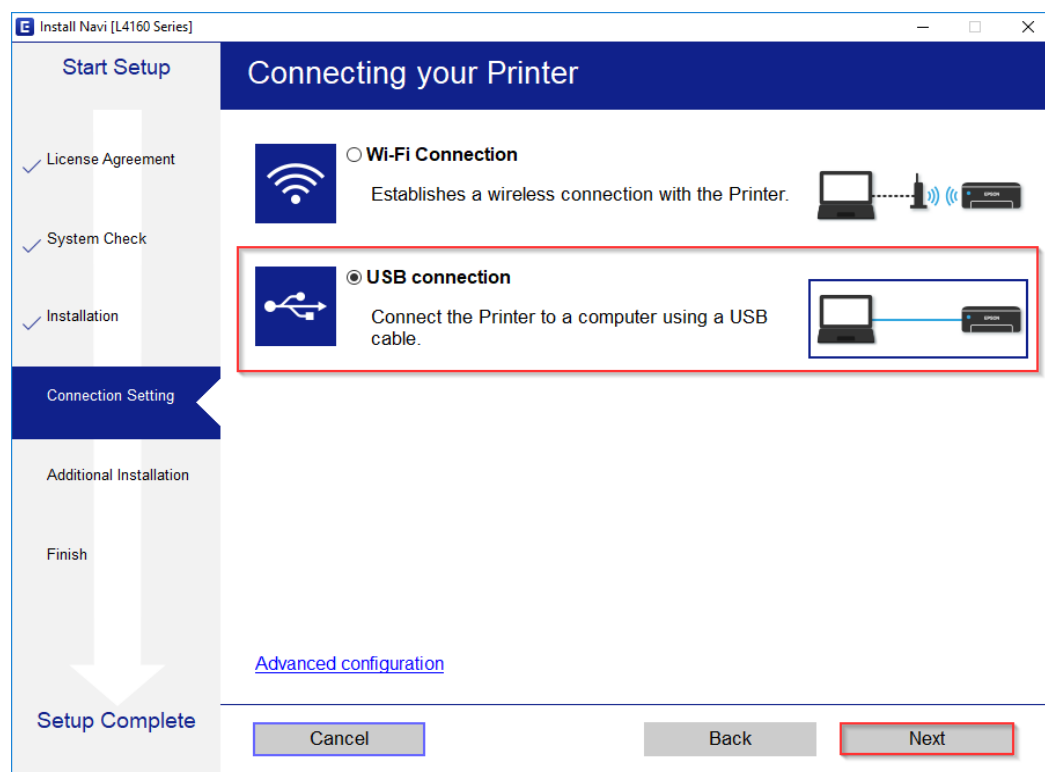 Install Navi [L4160 Series]
Start Setup
License Agreement
System Check
Installation
Connection Setting
Additional Installation
Finish
Setup Complete
Connecting your Printer
Wi-Fi Connection
Establishes a wireless connection with the Printer.
EPSON
USB connection
Connect the Printer to a computer using a USB
cable.
EPSON
Advanced configuration
Cancel
Back
Next